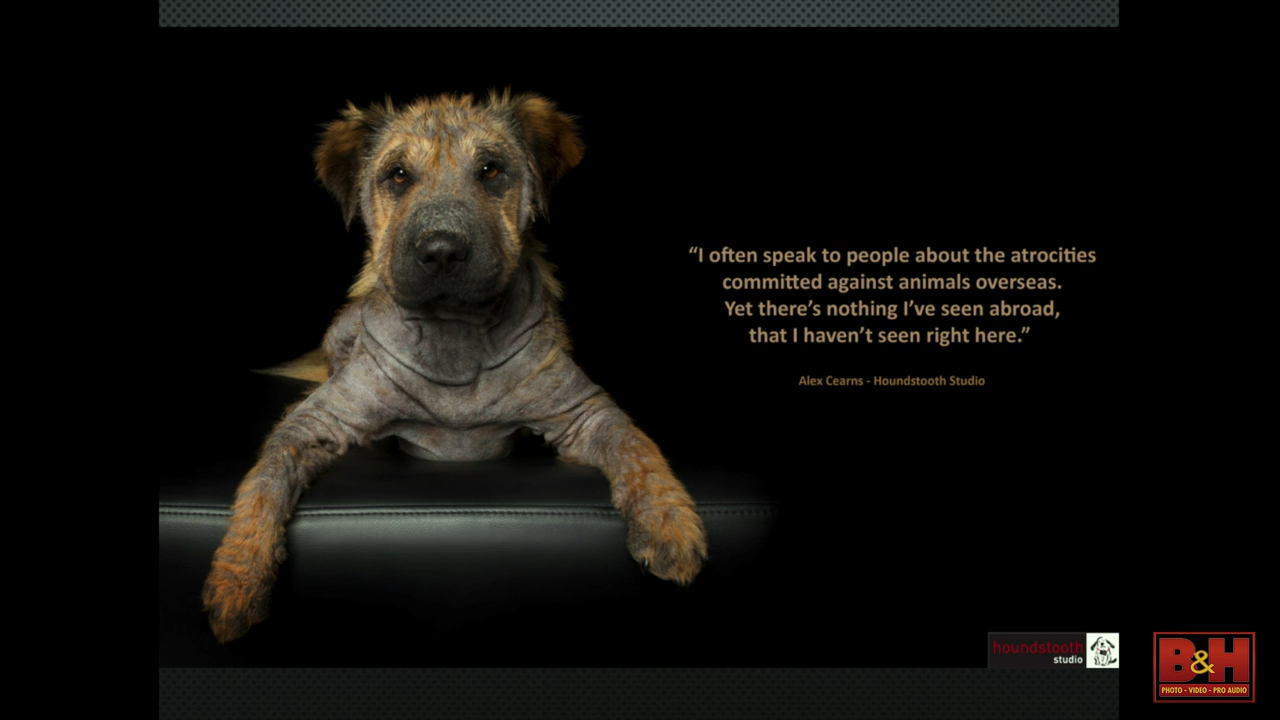 “I often speak to people about the atrocities
committed against animals overseas.
Yet there’s nothing I’ve seen abroad,
that I haven’t seen right here.”
Alex Cearns - Houndstooth Studio
houndstooth
studio
B&H
PHOTO - VIDEO - PRO AUDIO